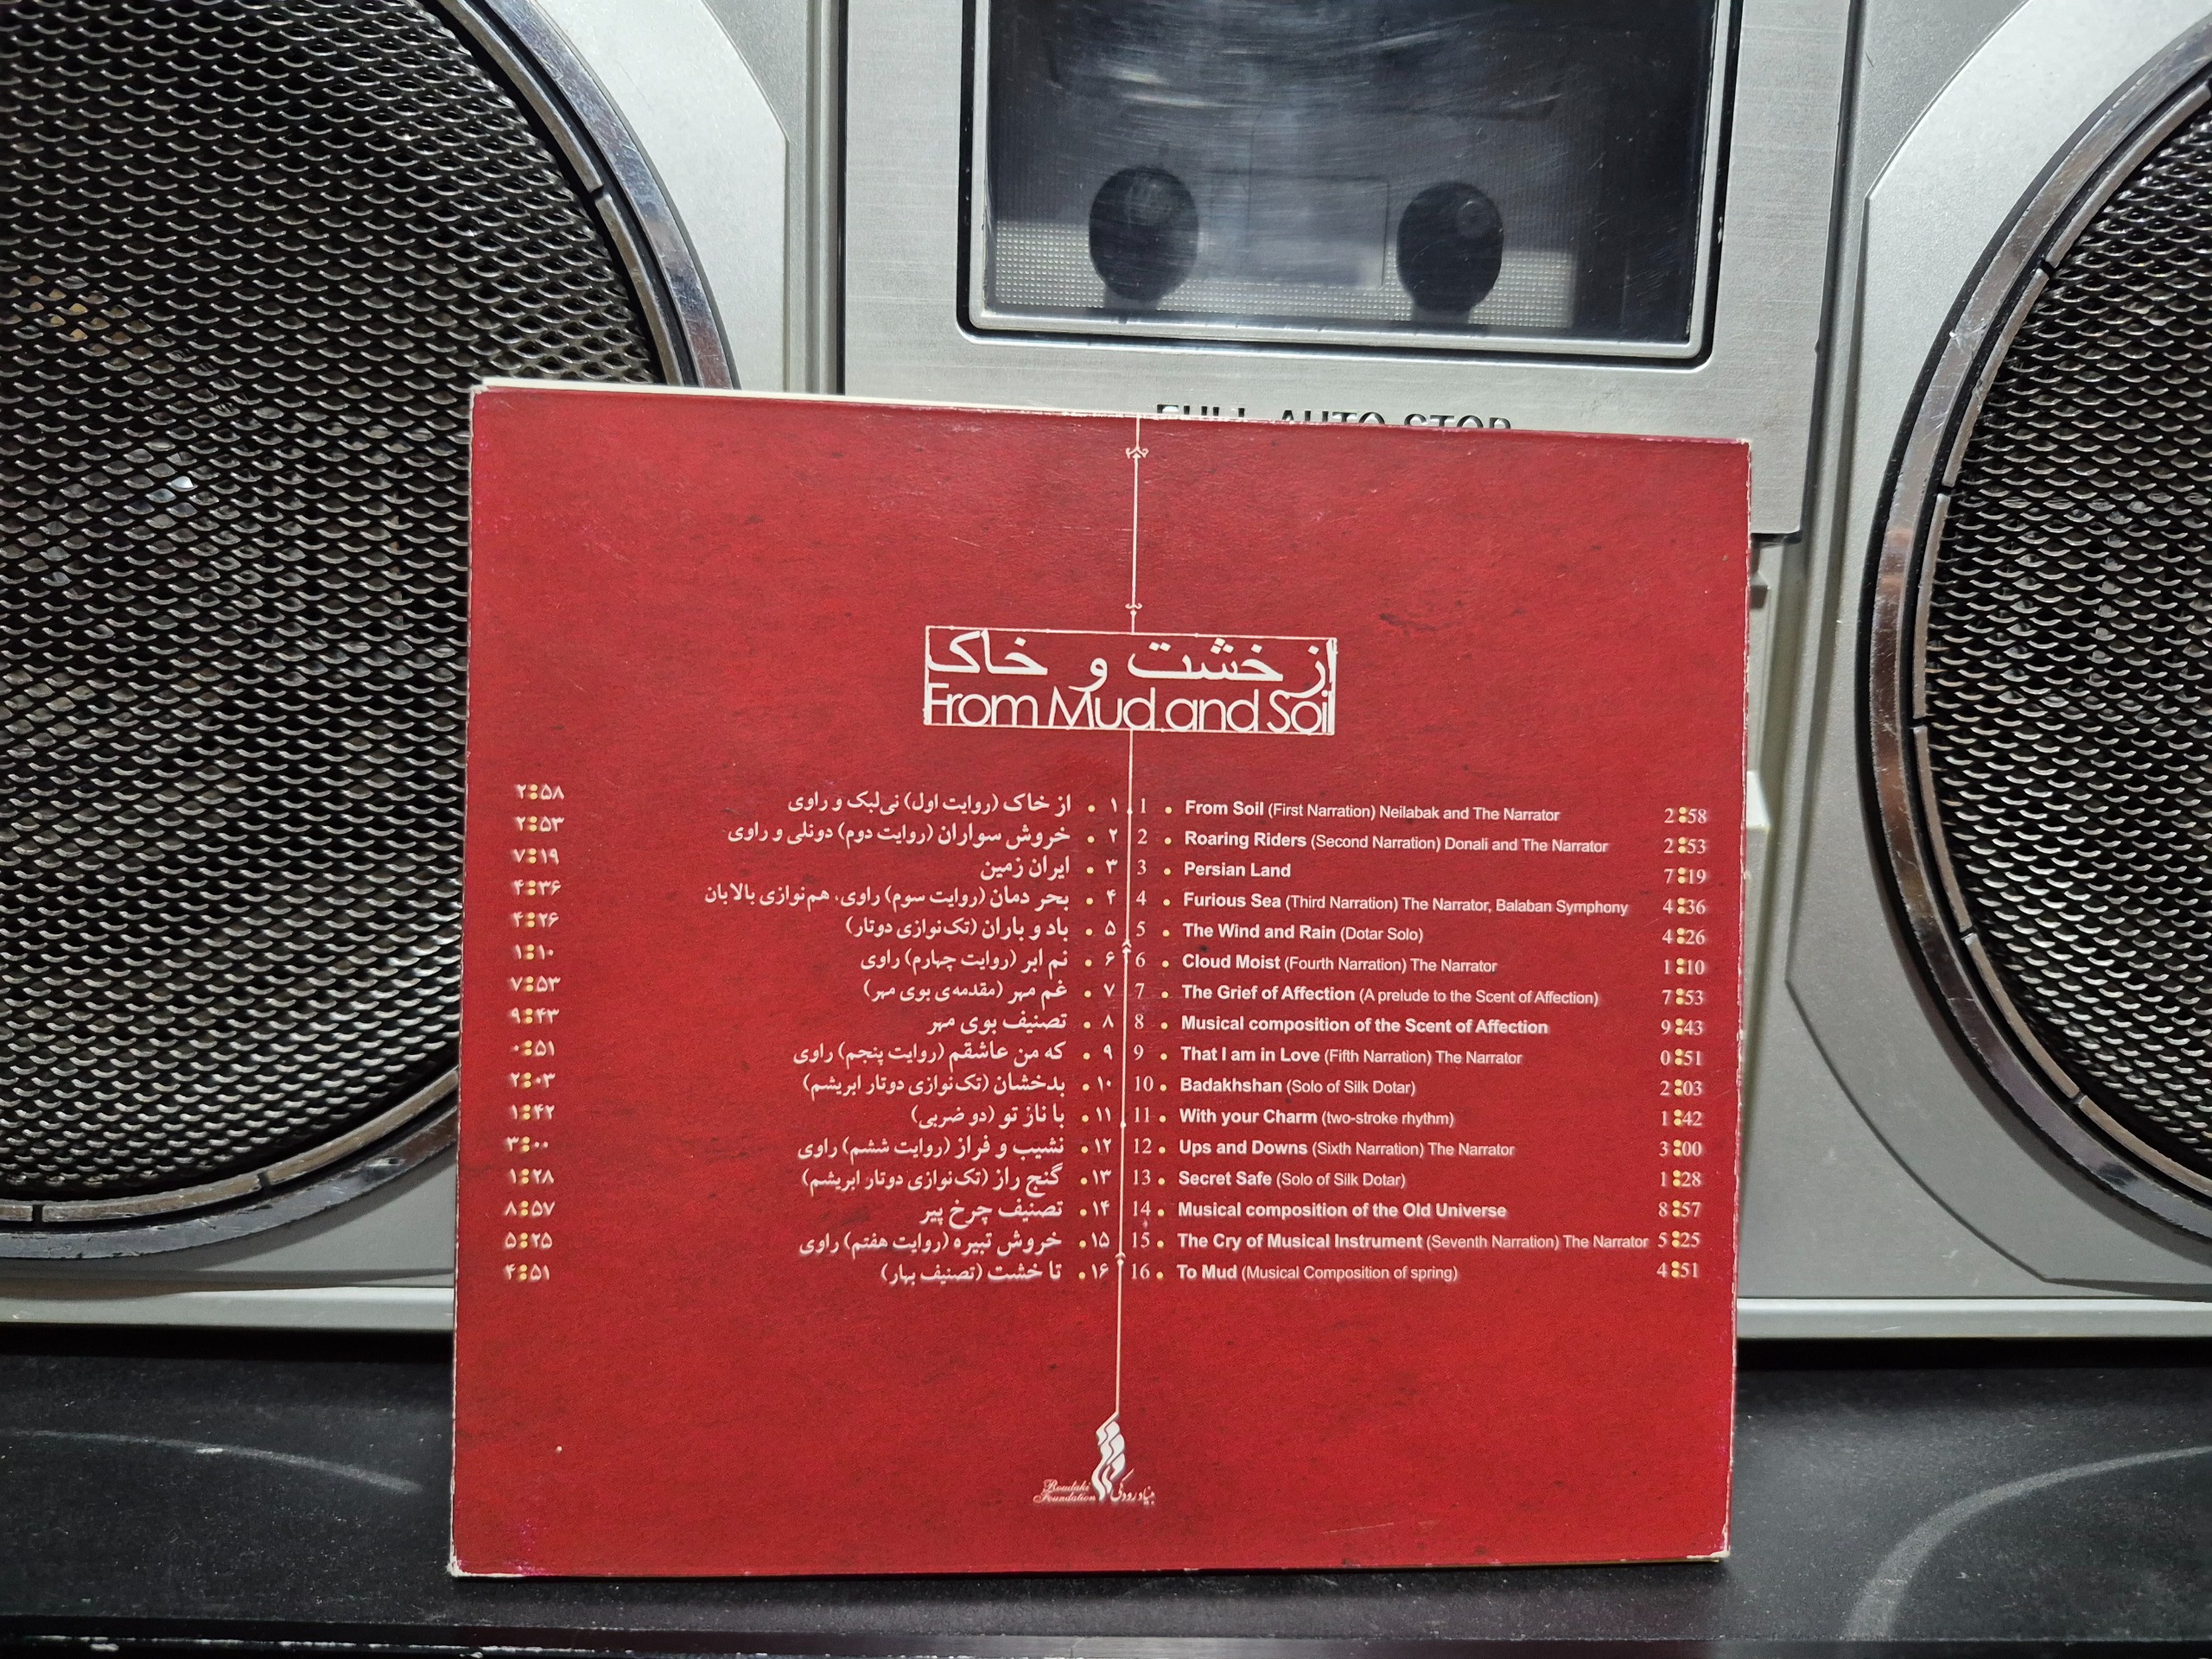 FULL AUTO STOP
از خشت و خاک
From Mud and Soil
۲:۵۸ از خاک (روایت اول) نی‌لبک و راوی • ۱
۲:۵۳ خروش سواران (روایت دوم) دونلی و راوی • ۲
۷:۱۹ ایران زمین • ۳
۴:۳۶ بحر دمان (روایت سوم) راوی، هم‌نوازی بالابان • ۴
۴:۲۶ باد و باران (تک‌نوازی دوتار) • ۵
۱:۱۰ نم ابر (روایت چهارم) راوی • ۶
۷:۵۳ غم مهر (مقدمه‌ی بوی مهر) • ۷
۹:۴۳ تصنیف بوی مهر • ۸
۰:۵۱ که من عاشقم (روایت پنجم) راوی • ۹
۲:۰۳ بدخشان (تک‌نوازی دوتار ابریشم) • ۱۰
۱:۴۲ با ناز تو (دو ضربی) • ۱۱
۳:۰۰ نشیب و فراز (روایت ششم) راوی • ۱۲
۱:۲۸ گنج راز (تک‌نوازی دوتار ابریشم) • ۱۳
۸:۵۷ تصنیف چرخ پیر • ۱۴
۵:۲۵ خروش تبیره (روایت هفتم) راوی • ۱۵
۴:۵۱ تا خشت (تصنیف بهار) • ۱۶
1 • From Soil (First Narration) Neilabak and The Narrator 2:58
2 • Roaring Riders (Second Narration) Donali and The Narrator 2:53
3 • Persian Land 7:19
4 • Furious Sea (Third Narration) The Narrator, Balaban Symphony 4:36
5 • The Wind and Rain (Dotar Solo) 4:26
6 • Cloud Moist (Fourth Narration) The Narrator 1:10
7 • The Grief of Affection (A prelude to the Scent of Affection) 7:53
8 • Musical composition of the Scent of Affection 9:43
9 • That I am in Love (Fifth Narration) The Narrator 0:51
10 • Badakhshan (Solo of Silk Dotar) 2:03
11 • With your Charm (two-stroke rhythm) 1:42
12 • Ups and Downs (Sixth Narration) The Narrator 3:00
13 • Secret Safe (Solo of Silk Dotar) 1:28
14 • Musical composition of the Old Universe 8:57
15 • The Cry of Musical Instrument (Seventh Narration) The Narrator 5:25
16 • To Mud (Musical Composition of spring) 4:51
Roudaki
Foundation
بنیاد رودکی